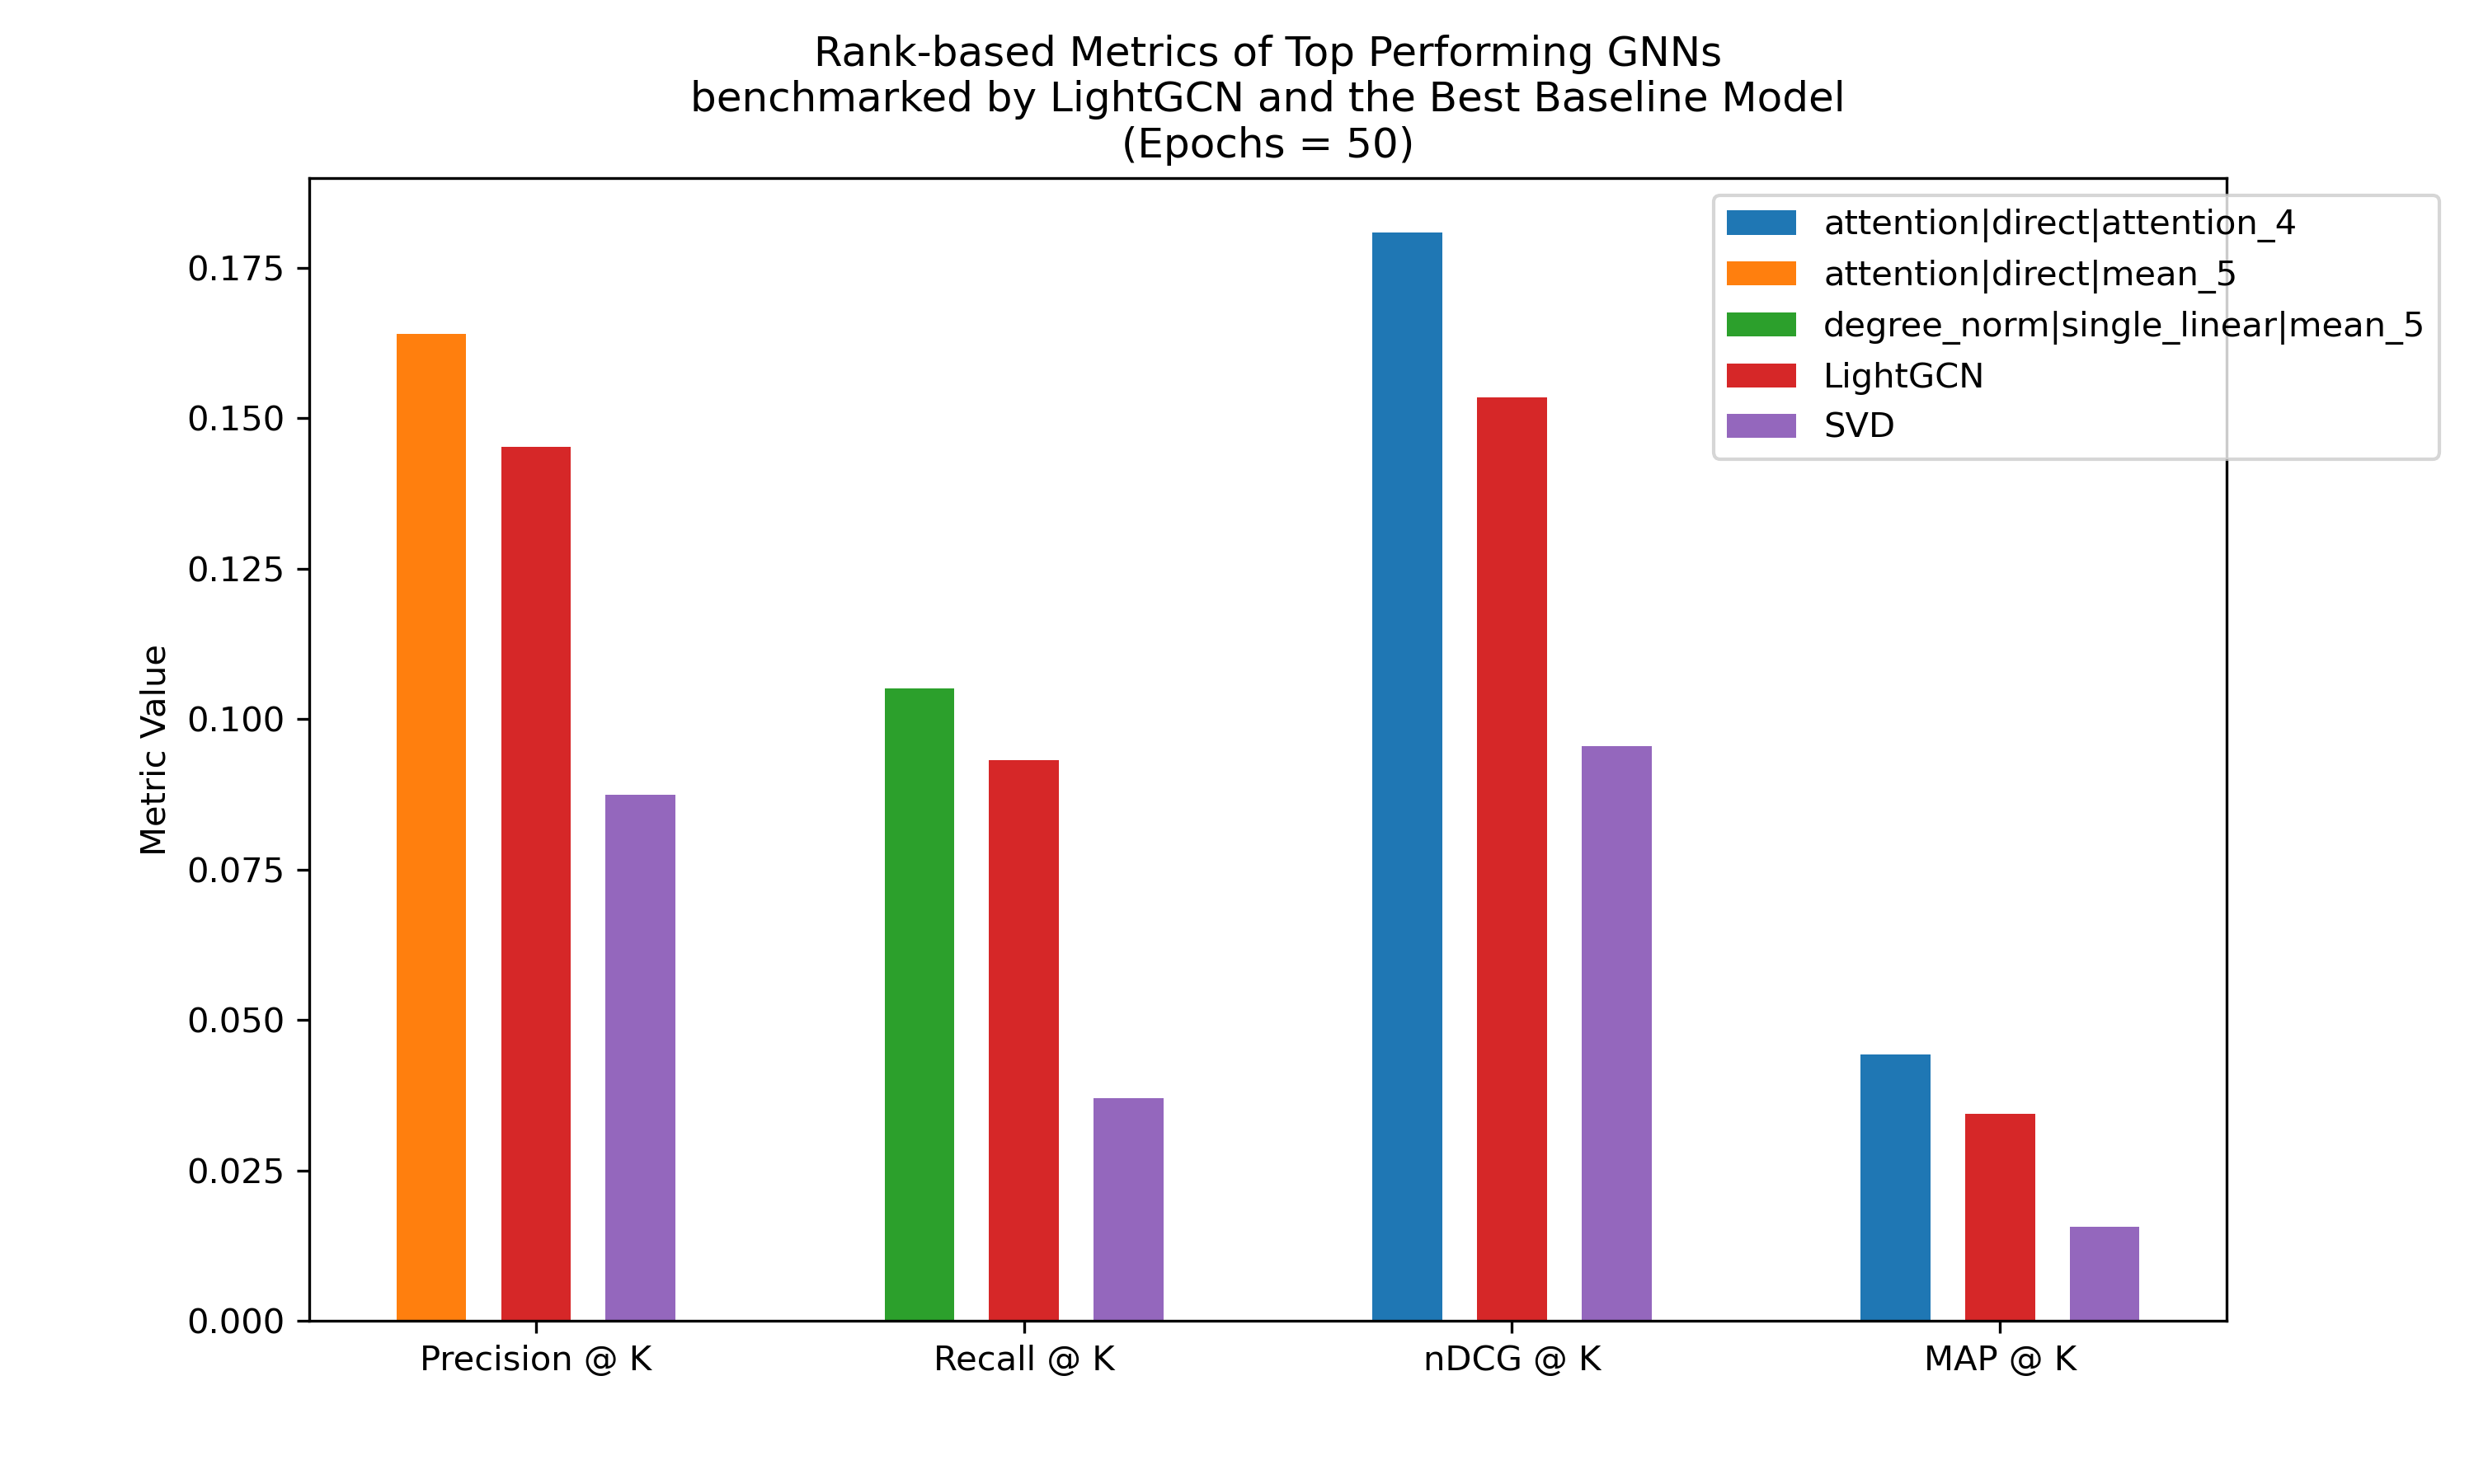 Rank-based Metrics of Top Performing GNNs
benchmarked by LightGCN and the Best Baseline Model
(Epochs = 50)
attention|direct|attention_4
attention|direct|mean_5
degree_norm|single_linear|mean_5
LightGCN
SVD
Metric Value
0.175
0.150
0.125
0.100
0.075
0.050
0.025
0.000
Precision @ K
Recall @ K
nDCG @ K
MAP @ K